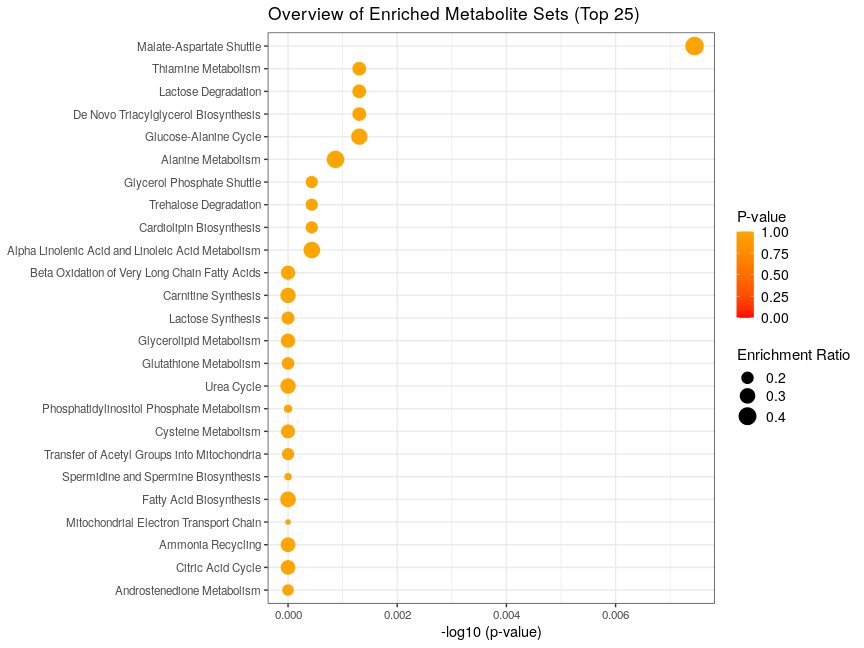 Overview of Enriched Metabolite Sets (Top 25)
Malate-Aspartate Shuttle
Thiamine Metabolism
Lactose Degradation
De Novo Triacylglycerol Biosynthesis
Glucose-Alanine Cycle
Alanine Metabolism
Glycerol Phosphate Shuttle
Trehalose Degradation
Cardiolipin Biosynthesis
Alpha Linolenic Acid and Linoleic Acid Metabolism
Beta Oxidation of Very Long Chain Fatty Acids
Carnitine Synthesis
Lactose Synthesis
Glycerolipid Metabolism
Glutathione Metabolism
Urea Cycle
Phosphatidylinositol Phosphate Metabolism
Cysteine Metabolism
Transfer of Acetyl Groups into Mitochondria
Spermidine and Spermine Biosynthesis
Fatty Acid Biosynthesis
Mitochondrial Electron Transport Chain
Ammonia Recycling
Citric Acid Cycle
Androstenedione Metabolism
0.000 0.002 0.004 0.006
-log10 (p-value)
P-value
1.00
0.75
0.50
0.25
0.00
Enrichment Ratio
0.2
0.3
0.4